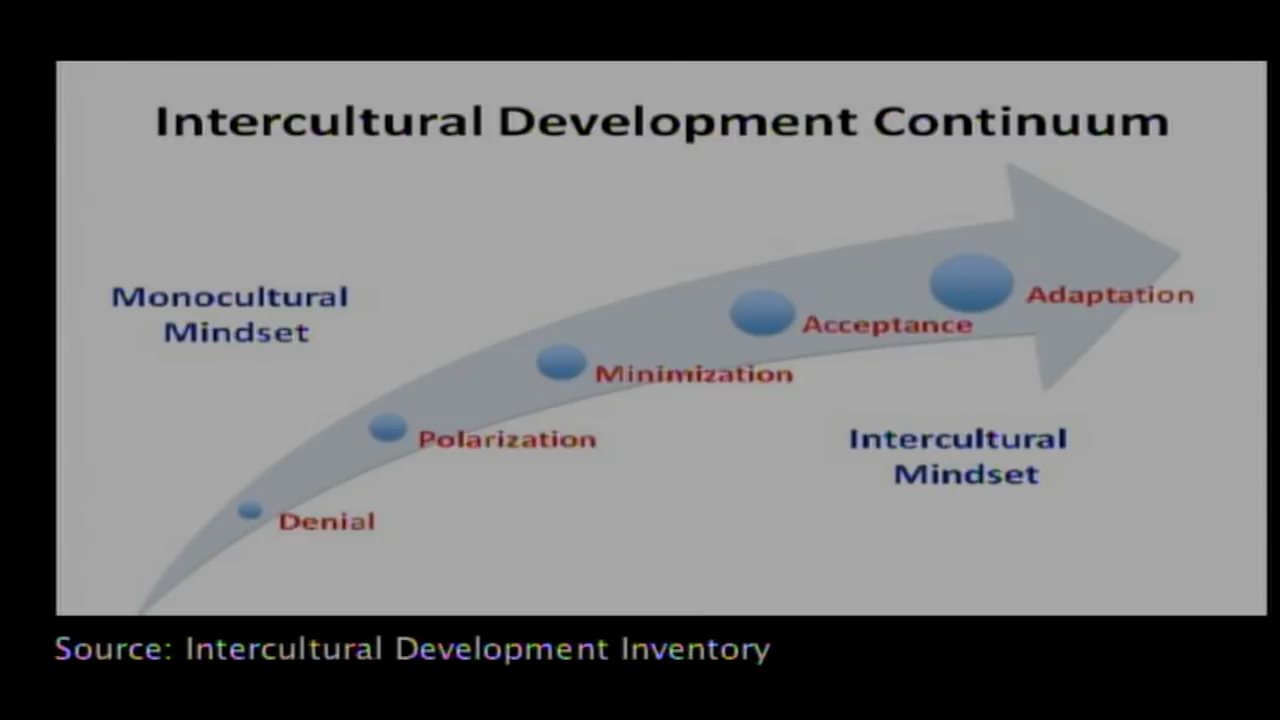 Intercultural Development Continuum
Monocultural
Mindset
Adaptation
Acceptance
Minimization
Polarization
Intercultural
Mindset
Denial
Source: Intercultural Development Inventory